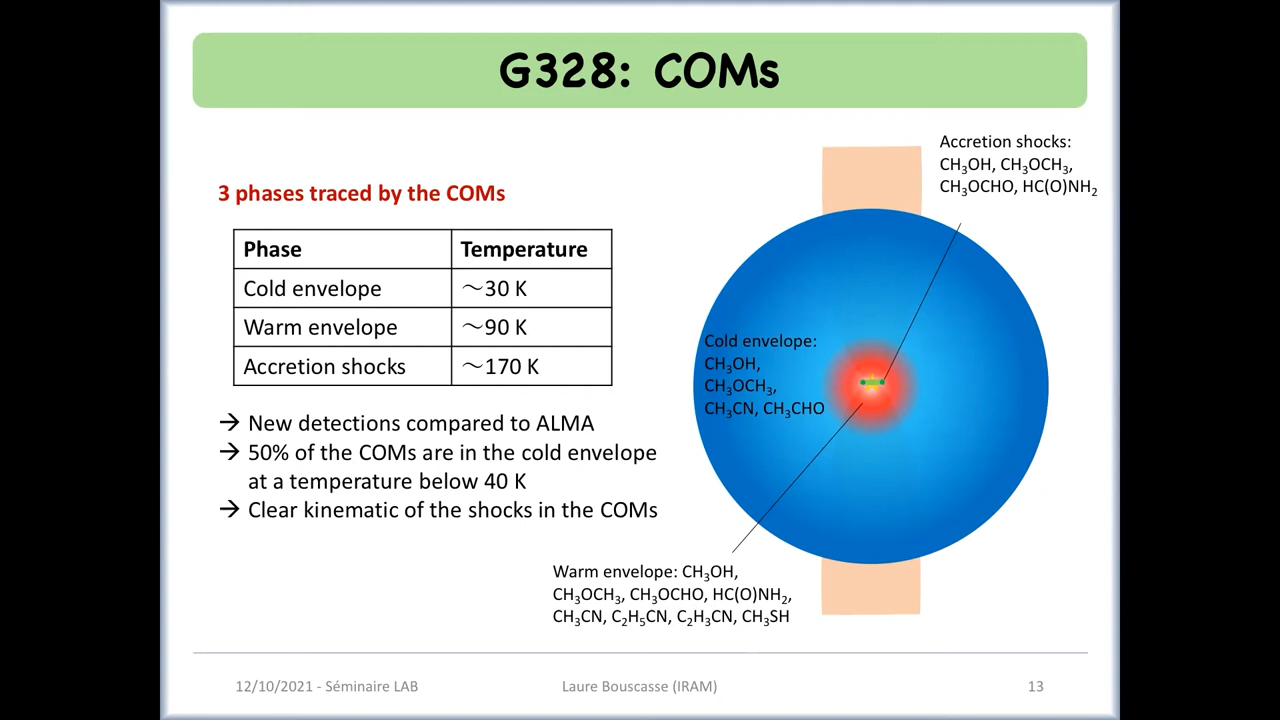 G328: COMs
3 phases traced by the COMs
Phase Temperature
Cold envelope ～30 K
Warm envelope ～90 K
Accretion shocks ～170 K
→ New detections compared to ALMA
→ 50% of the COMs are in the cold envelope
at a temperature below 40 K
→ Clear kinematic of the shocks in the COMs
Accretion shocks:
CH₃OH, CH₃OCH₃,
CH₃OCHO, HC(O)NH₂
Cold envelope:
CH₃OH,
CH₃OCH₃,
CH₃CN, CH₃CHO
Warm envelope: CH₃OH,
CH₃OCH₃, CH₃OCHO, HC(O)NH₂,
CH₃CN, C₂H₅CN, C₂H₃CN, CH₃SH
12/10/2021 - Séminaire LAB
Laure Bouscasse (IRAM)
13